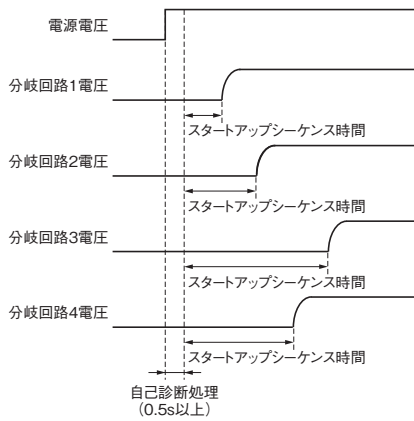 電源電圧
分岐回路1電圧
スタートアップシーケンス時間
分岐回路2電圧
スタートアップシーケンス時間
分岐回路3電圧
スタートアップシーケンス時間
分岐回路4電圧
スタートアップシーケンス時間
自己診断処理
（0.5s以上）